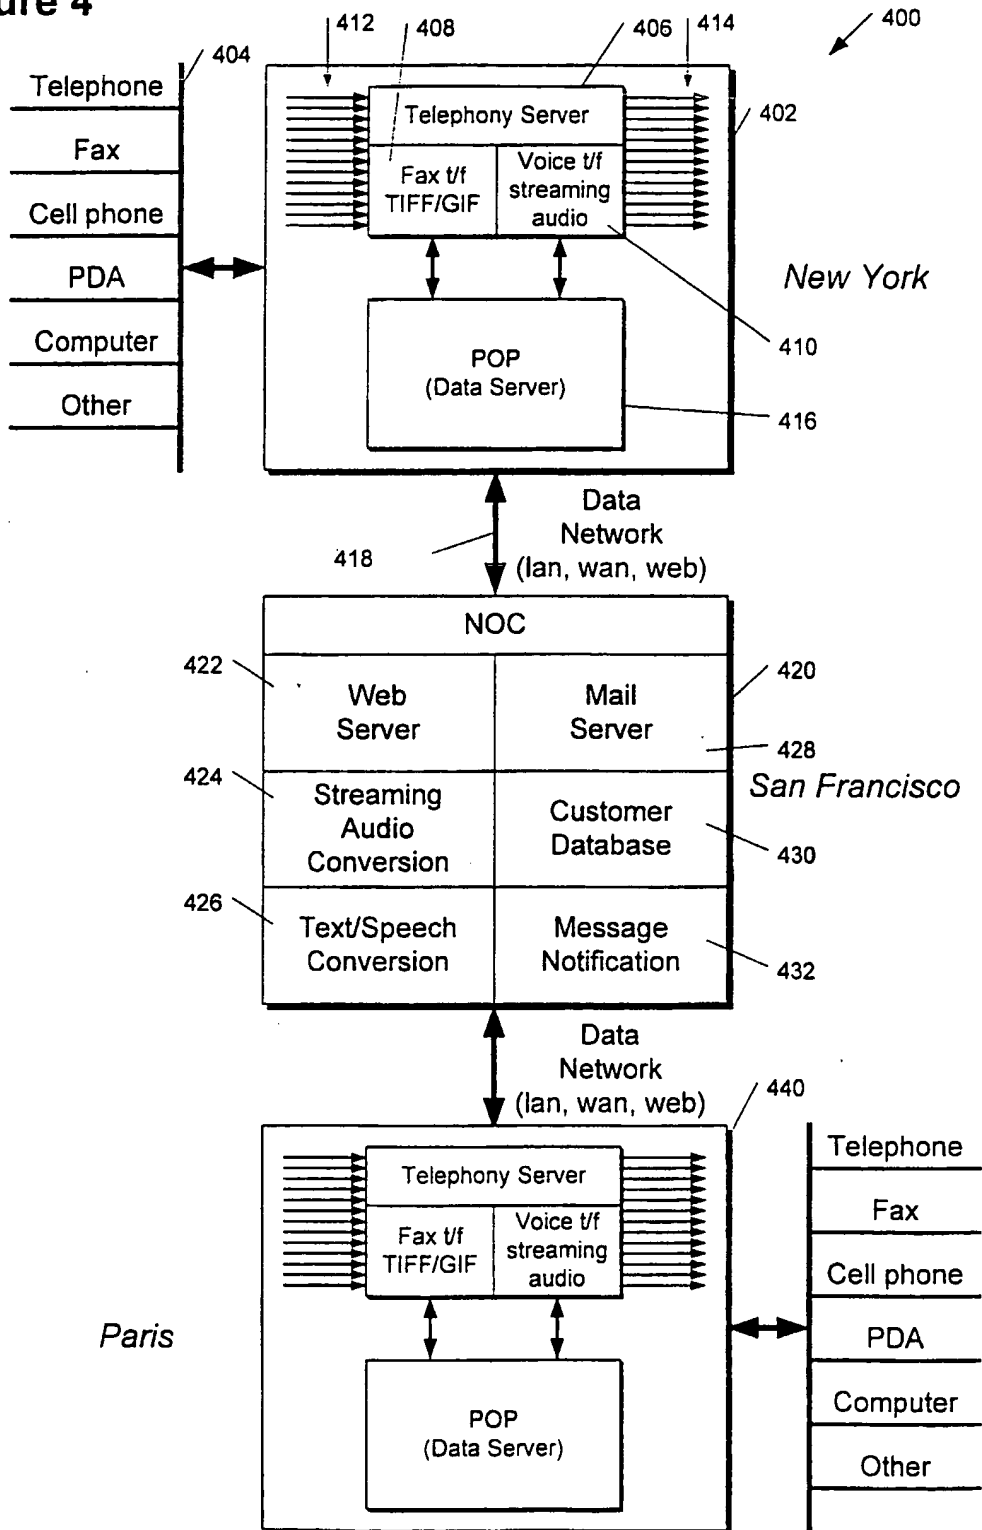 ure 4
412
408
406
414
400
404
402
Telephone
Fax
Cell phone
PDA
Computer
Other
Telephony Server
Fax t/f
TIFF/GIF
Voice t/f
streaming
audio
New York
410
POP
(Data Server)
416
418
Data
Network
(lan, wan, web)
NOC
422
Web
Server
Mail
Server
420
428
San Francisco
424
Streaming
Audio
Conversion
Customer
Database
430
426
Text/Speech
Conversion
Message
Notification
432
Data
Network
(lan, wan, web)
440
Telephony Server
Fax t/f
TIFF/GIF
Voice t/f
streaming
audio
Paris
POP
(Data Server)
Telephone
Fax
Cell phone
PDA
Computer
Other